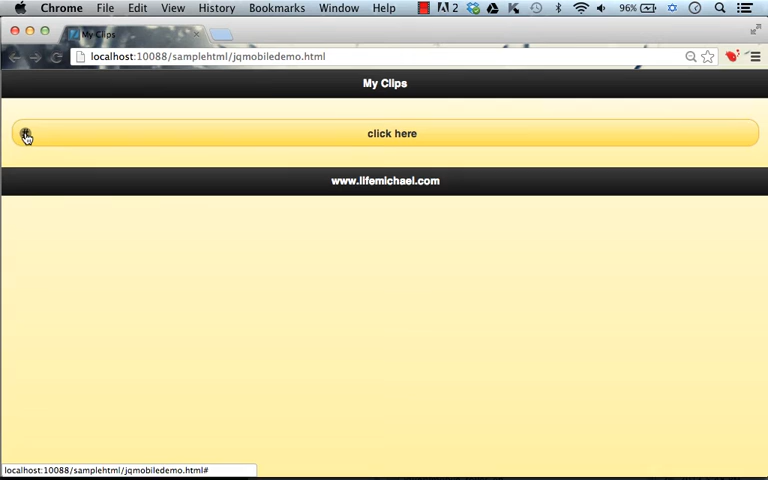 Chrome File Edit View History Bookmarks Window Help 2 96%
My Clips
localhost:10088/samplehtml/jqmobiledemo.html
My Clips
click here
www.lifemichael.com
localhost:10088/samplehtml/jqmobiledemo.html#